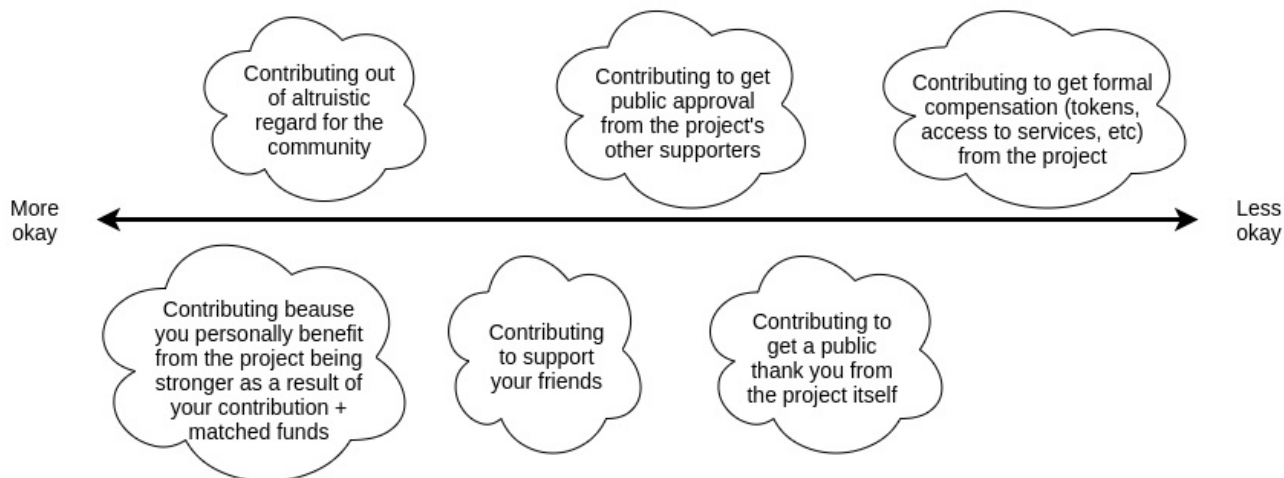 Contributing out
of altruistic
regard for the
community
Contributing to get
public approval
from the project's
other supporters
Contributing to get formal
compensation (tokens,
access to services, etc)
from the project
More
okay
Less
okay
Contributing beause
you personally benefit
from the project being
stronger as a result of
your contribution +
matched funds
Contributing
to support
your friends
Contributing to
get a public
thank you from
the project itself